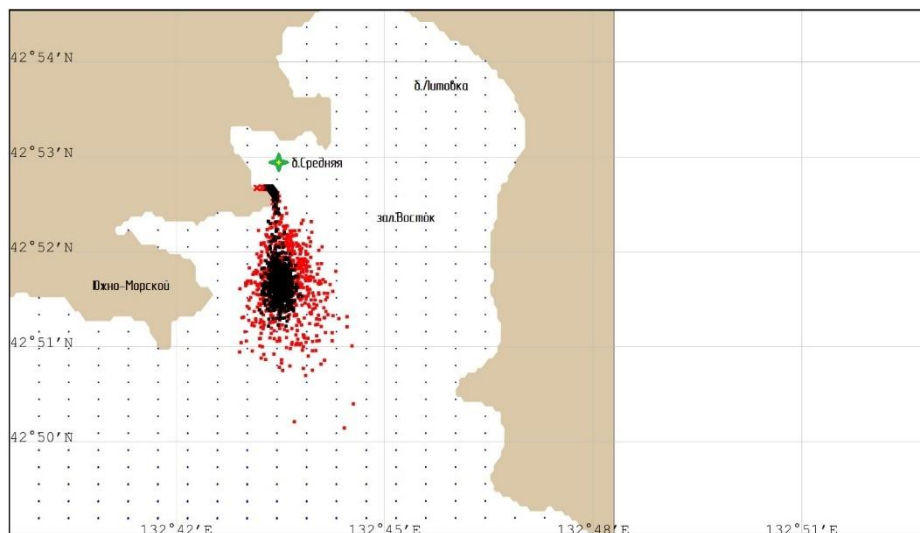 42°54′N
б.Литовка
42°53′N
б.Средняя
зал.Восток
42°52′N
Южно-Морской
42°51′N
42°50′N
132°42′E
132°45′E
132°48′E
132°51′E